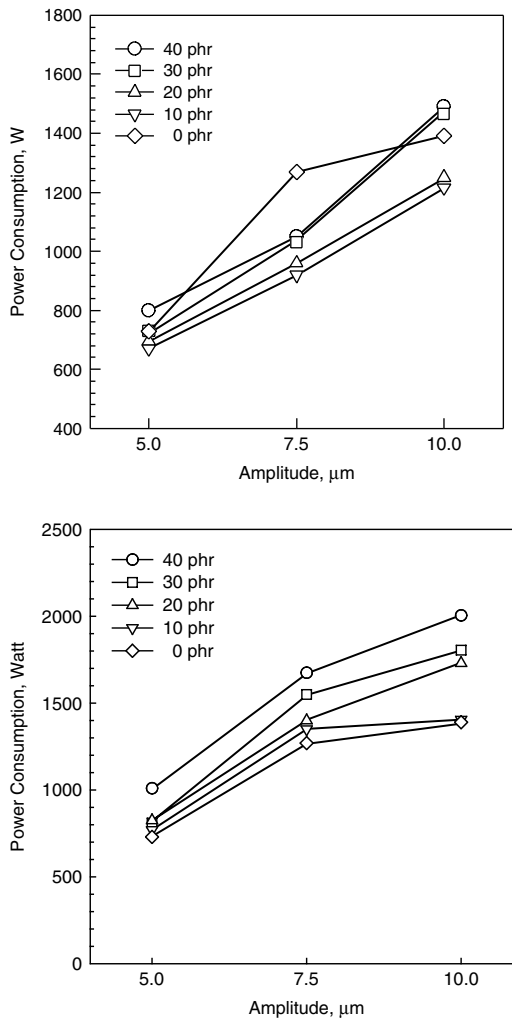 1800
1600
1400
1200
1000
800
600
400
Power Consumption, W
40 phr
30 phr
20 phr
10 phr
0 phr
5.0 7.5 10.0
Amplitude, μm
2500
2000
1500
1000
500
0
Power Consumption, Watt
40 phr
30 phr
20 phr
10 phr
0 phr
5.0 7.5 10.0
Amplitude, μm